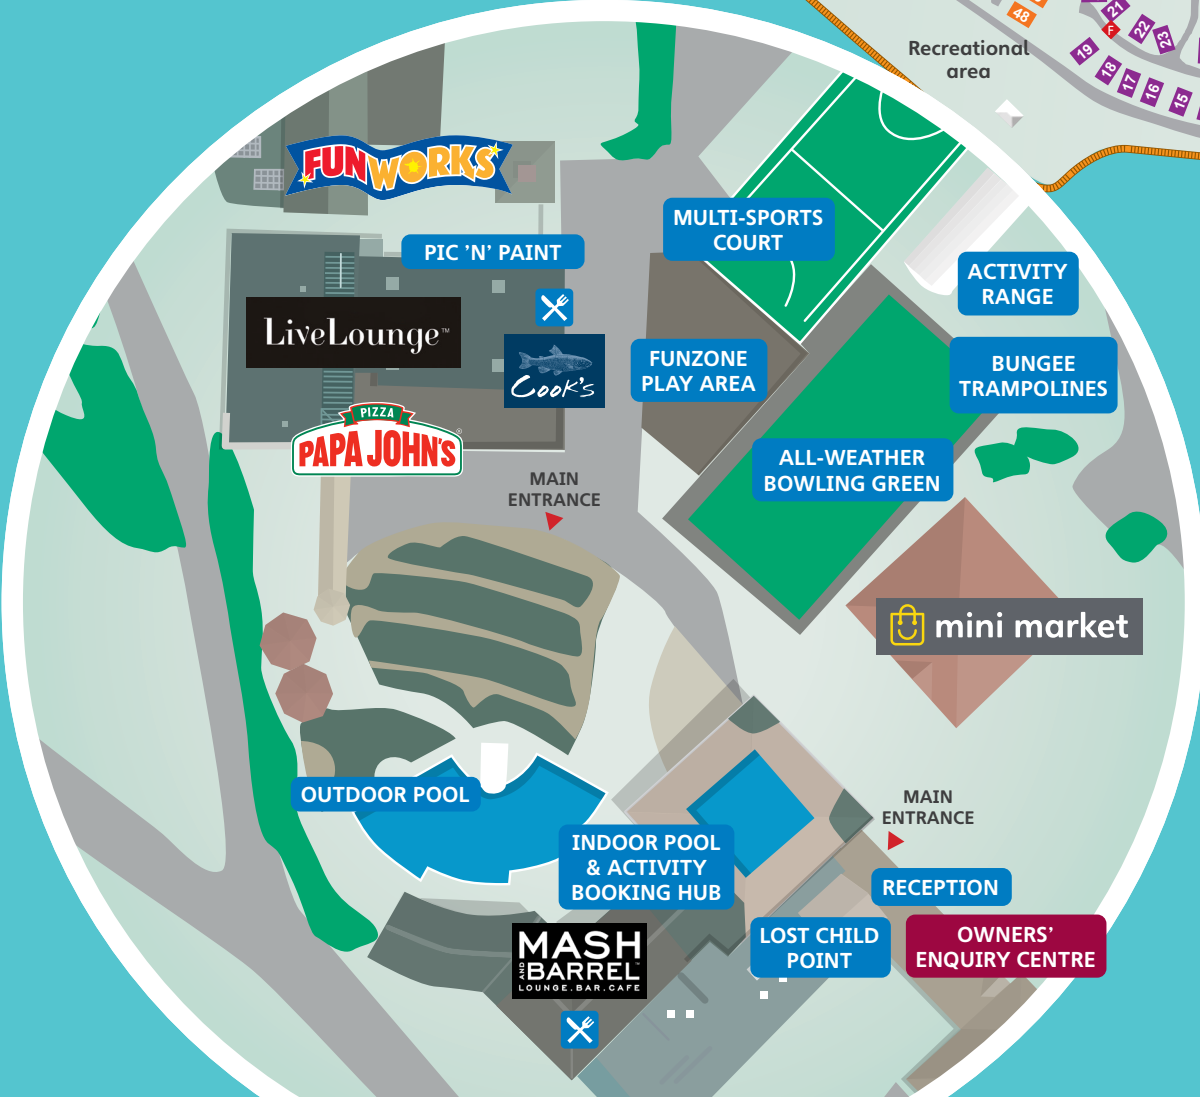 48
21
22
23
F
19
18
17
16
15
Recreational
area
FUNWORKS
PIC 'N' PAINT
MULTI-SPORTS
COURT
ACTIVITY
RANGE
LiveLounge™
Cook's
FUNZONE
PLAY AREA
BUNGEE
TRAMPOLINES
PIZZA
PAPA JOHN'S®
ALL-WEATHER
BOWLING GREEN
MAIN
ENTRANCE
mini market
OUTDOOR POOL
MAIN
ENTRANCE
INDOOR POOL
& ACTIVITY
BOOKING HUB
RECEPTION
LOST CHILD
POINT
OWNERS'
ENQUIRY CENTRE
MASH
AND BARREL™
LOUNGE.BAR.CAFE